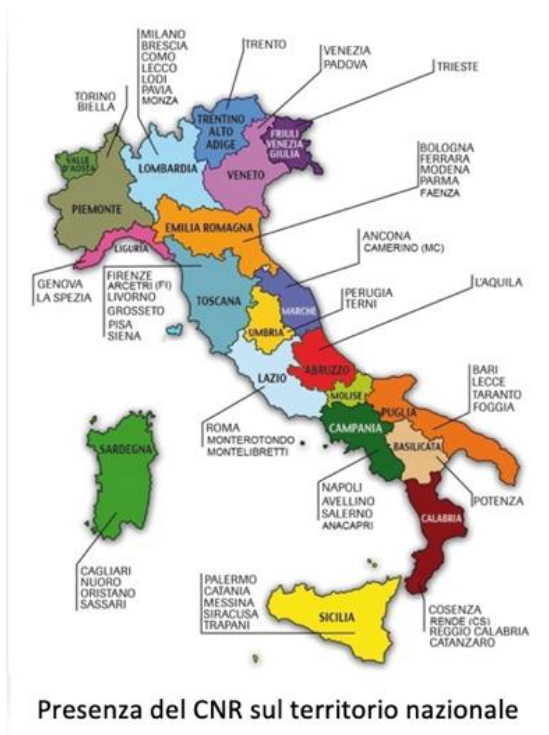 MILANO
BRESCIA
COMO
LECCO
LODI
PAVIA
MONZA
TRENTO
VENEZIA
PADOVA
TRIESTE
TORINO
BIELLA
TRENTINO
ALTO
ADIGE
FRIULI
VENEZIA
GIULIA
VALLE
D'AOSTA
LOMBARDIA
VENETO
BOLOGNA
FERRARA
MODENA
PARMA
FAENZA
PIEMONTE
EMILIA ROMAGNA
LIGURIA
ANCONA
CAMERINO (MC)
GENOVA
LA SPEZIA
FIRENZE
ARCETRI (FI)
LIVORNO
GROSSETO
PISA
SIENA
TOSCANA
MARCHE
PERUGIA
TERNI
L'AQUILA
UMBRIA
LAZIO
ABRUZZO
MOLISE
BARI
LECCE
TARANTO
FOGGIA
PUGLIA
CAMPANIA
BASILICATA
ROMA
MONTEROTONDO
MONTELIBRETTI
SARDEGNA
NAPOLI
AVELLINO
SALERNO
ANACAPRI
POTENZA
CALABRIA
CAGLIARI
NUORO
ORISTANO
SASSARI
PALERMO
CATANIA
MESSINA
SIRACUSA
TRAPANI
SICILIA
COSENZA
RENDE (CS)
REGGIO CALABRIA
CATANZARO
Presenza del CNR sul territorio nazionale